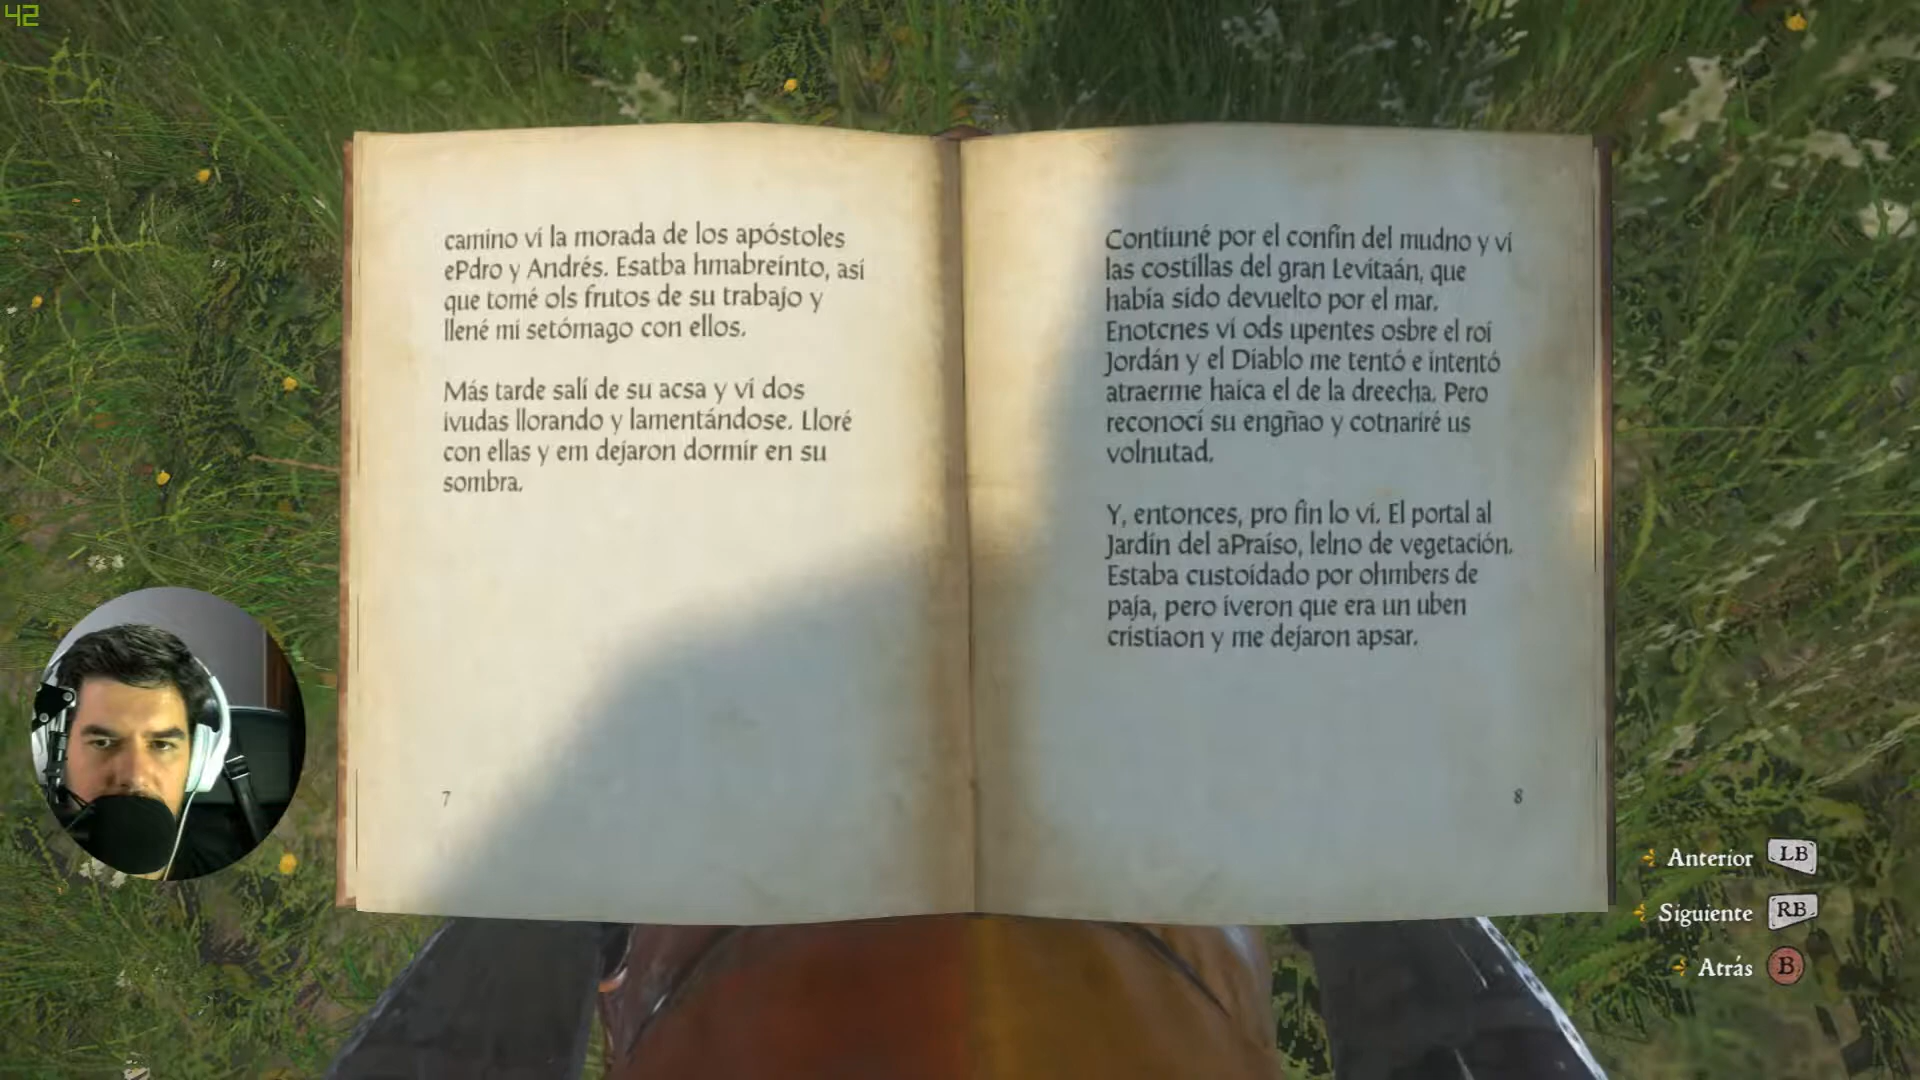 42
camino vi la morada de los apóstoles
ePdro y Andrés. Esatba hmabreinto, así
que tomé ols frutos de su trabajo y
llené mi setómago con ellos.
Más tarde salí de su acsa y vi dos
ivudas llorando y lamentándose. Lloré
con ellas y em dejaron dormir en su
sombra.
7
Contiuné por el confín del mudno y vi
las costillas del gran Levitaán, que
había sido devuelto por el mar.
Enotcnes vi ods upentes osbre el roi
Jordán y el Diablo me tentó e intentó
atraerme haica el de la dreecha. Pero
reconocí su engñao y cotnariré us
volnutad.
Y, entonces, pro fin lo vi. El portal al
Jardín del aPraíso, lelno de vegetación.
Estaba custoidado por ohmbers de
paja, pero iveron que era un uben
cristiaon y me dejaron apsar.
8
Anterior LB
Siguiente RB
Atrás B